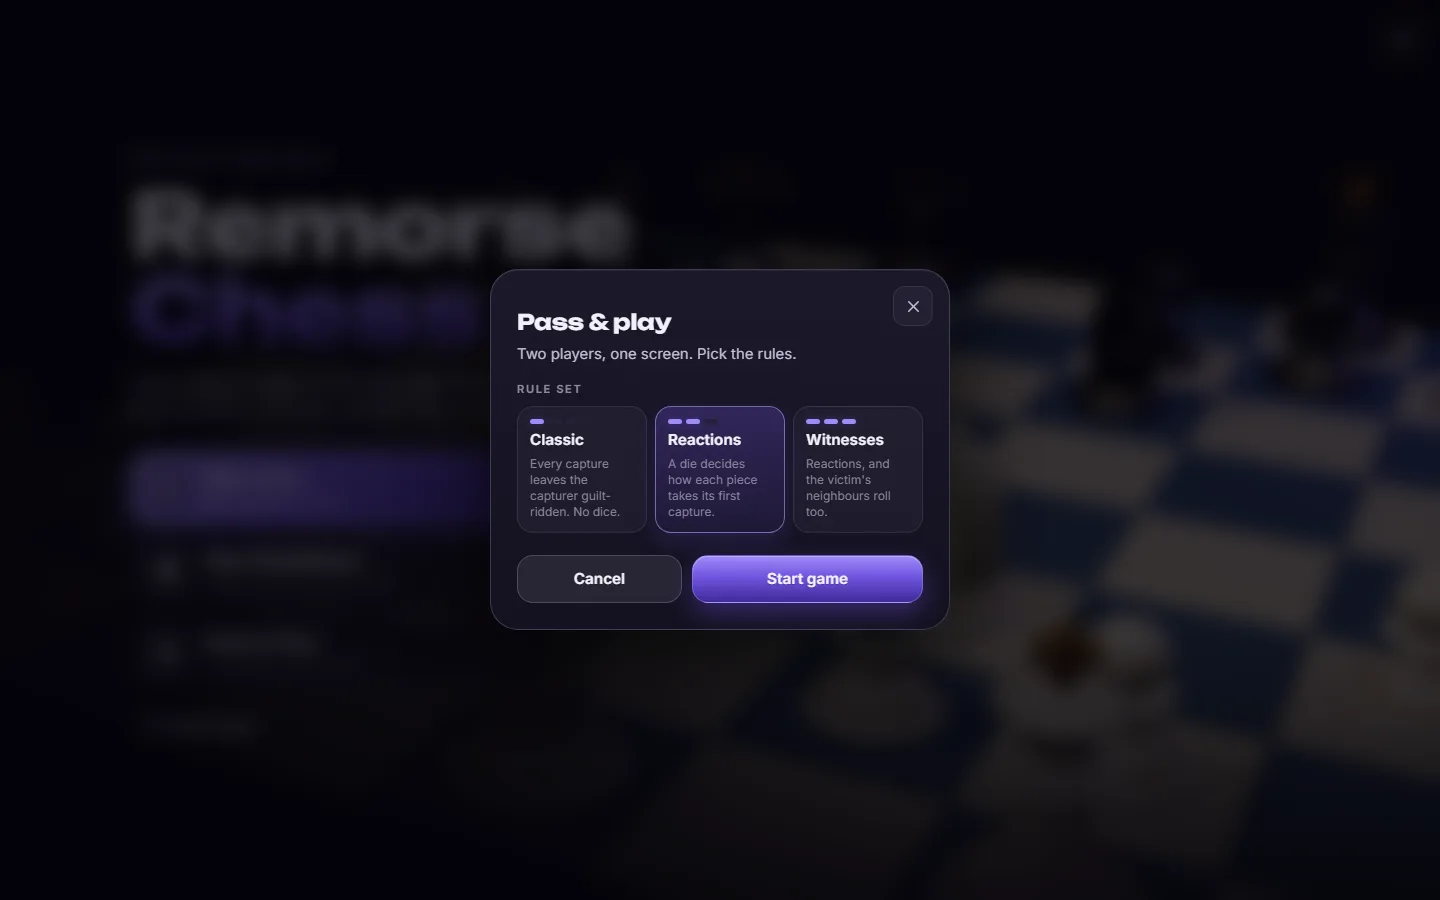 Remorse
Chess
Pass & play
Two players, one screen. Pick the rules.
RULE SET
Classic
Every capture
leaves the
capturer guilt-
ridden. No dice.
Reactions
A die decides
how each piece
takes its first
capture.
Witnesses
Reactions, and
the victim's
neighbours roll
too.
Cancel
Start game